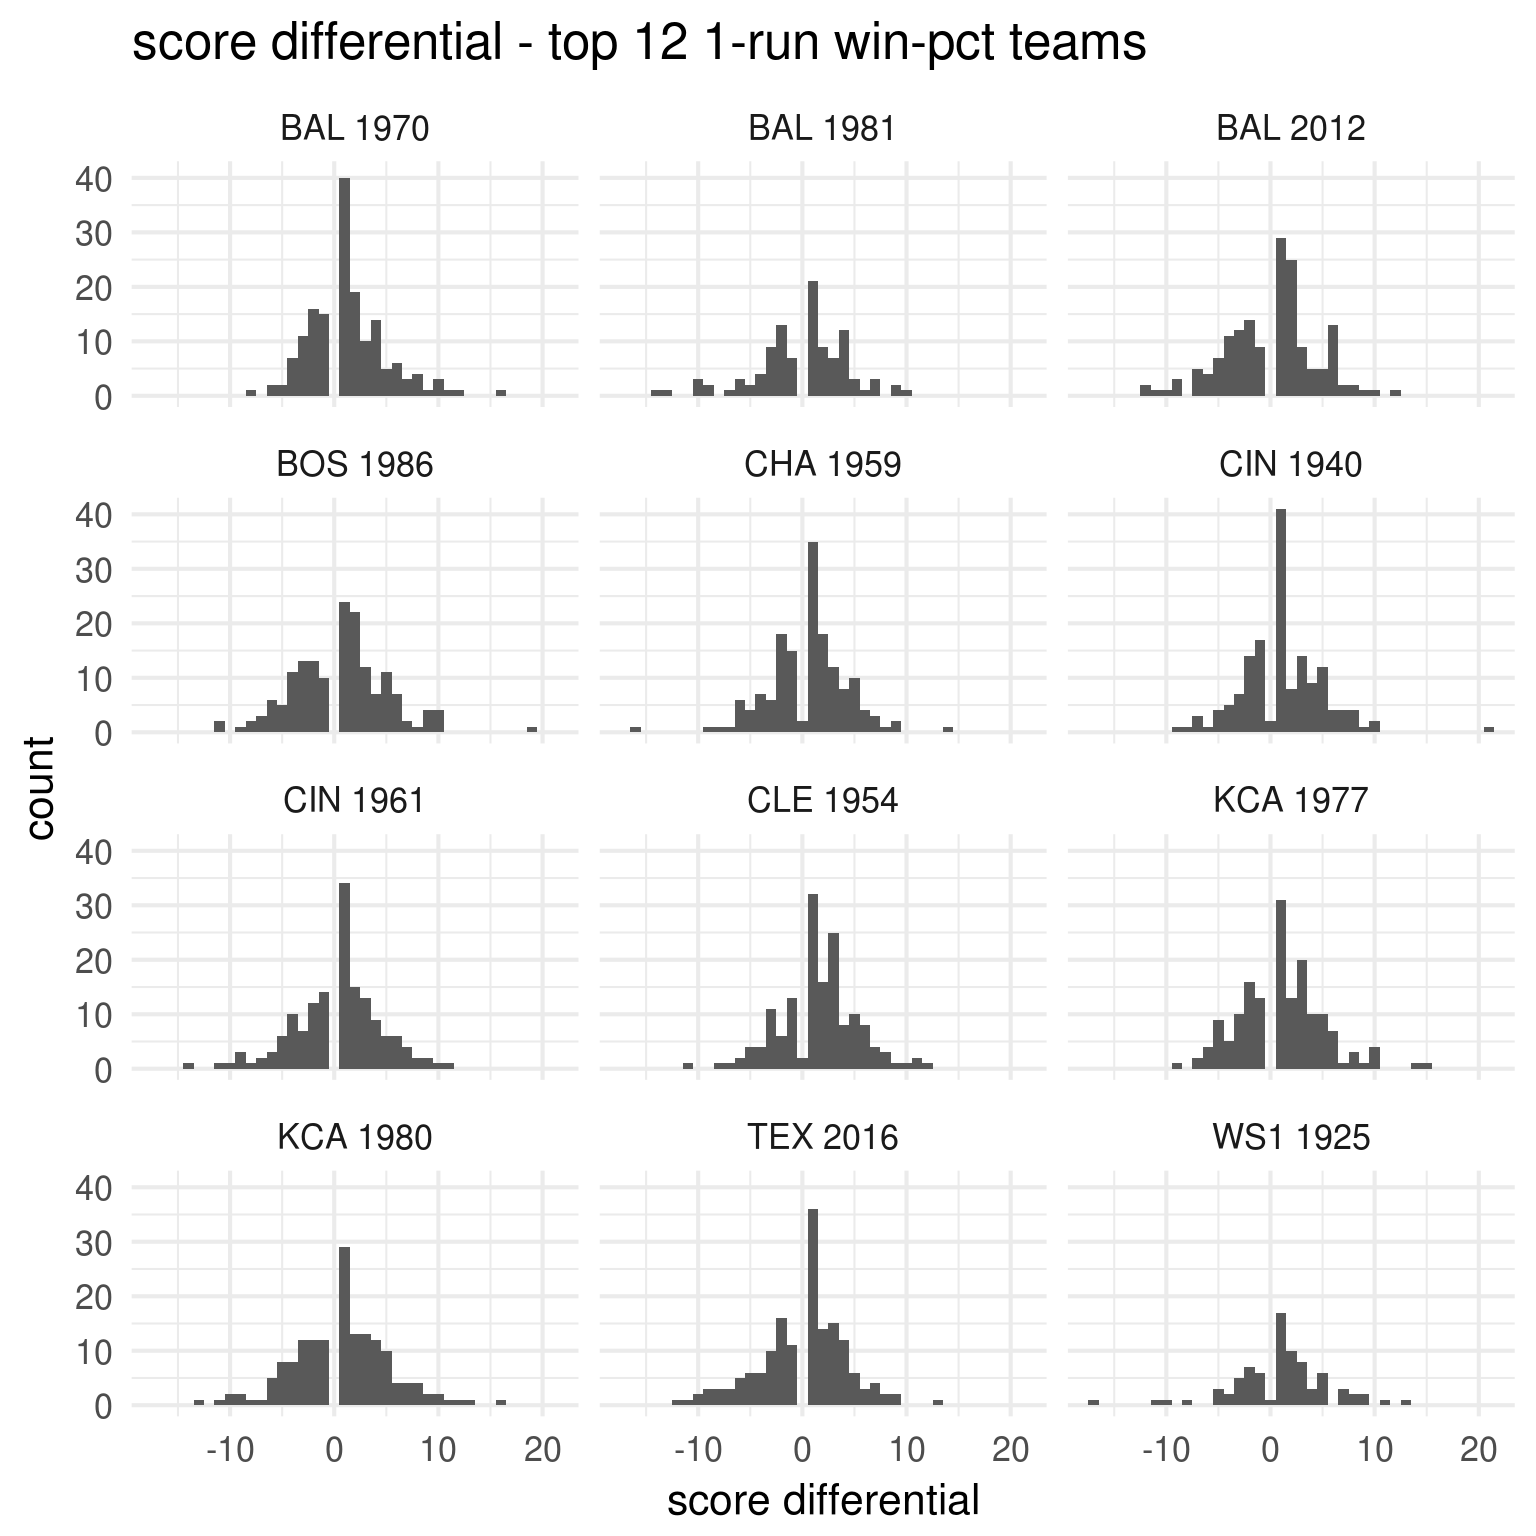 score differential - top 12 1-run win-pct teams
BAL 1970
BAL 1981
BAL 2012
40
30
20
10
0
BOS 1986
CHA 1959
CIN 1940
40
30
20
10
0
count
CIN 1961
CLE 1954
KCA 1977
40
30
20
10
0
KCA 1980
TEX 2016
WS1 1925
40
30
20
10
0
-10 0 10 20
-10 0 10 20
-10 0 10 20
score differential